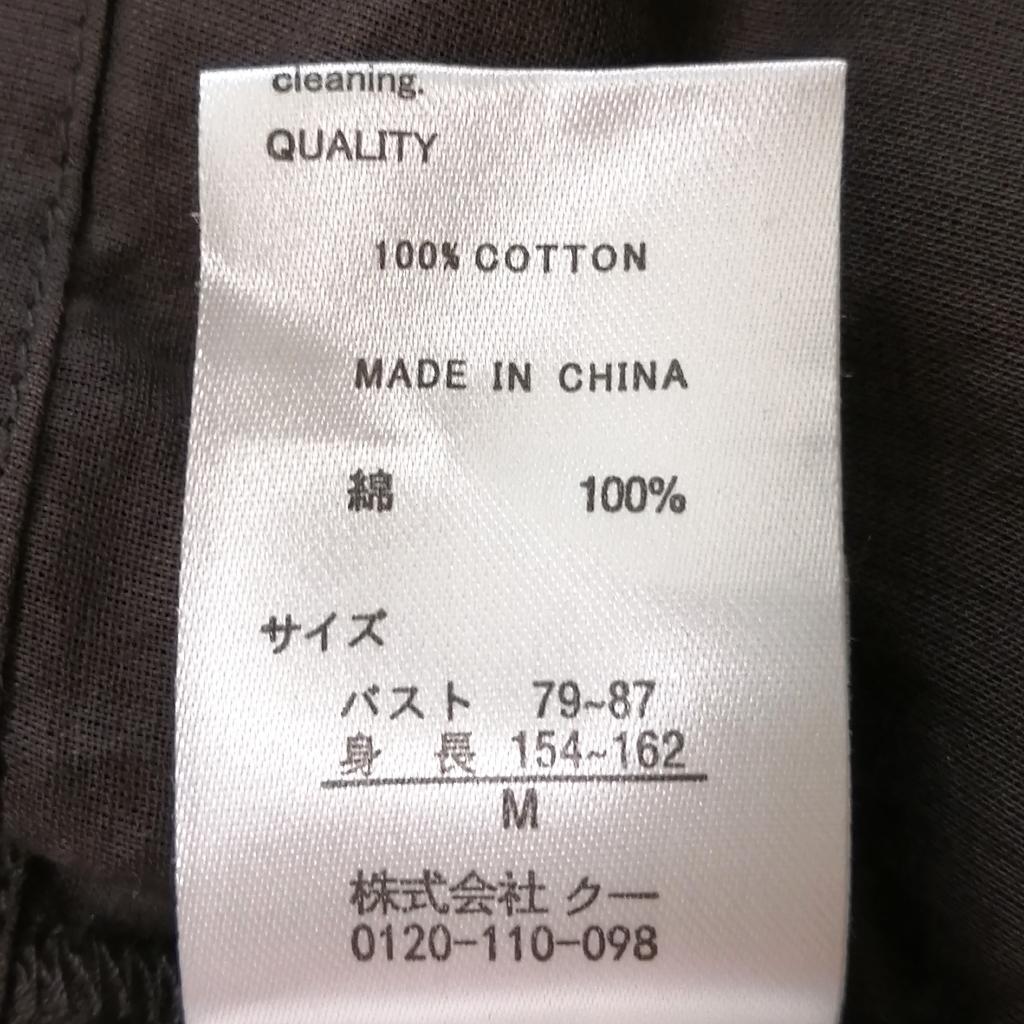 cleaning.
QUALITY
100% COTTON
MADE IN CHINA
綿 100%
サイズ
バスト 79~87
身 長 154~162
M
株式会社 クー
0120-110-098